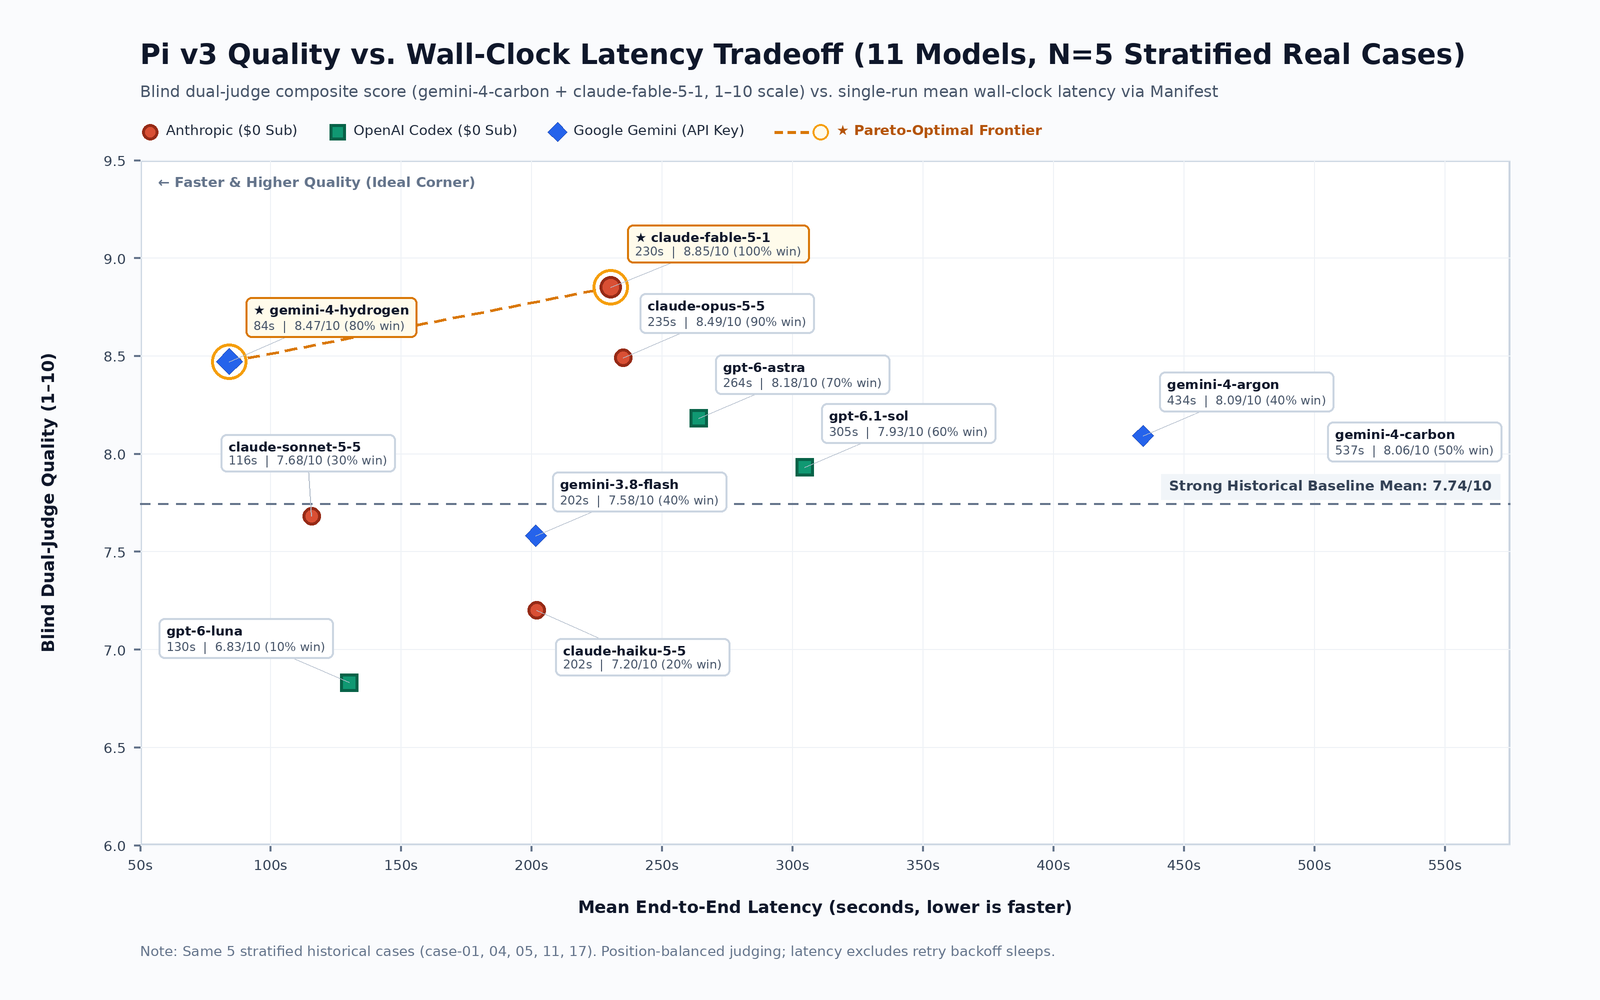 Pi v3 Quality vs. Wall-Clock Latency Tradeoff (11 Models, N=5 Stratified Real Cases)
Blind dual-judge composite score (gemini-4-carbon + claude-fable-5-1, 1–10 scale) vs. single-run mean wall-clock latency via Manifest
Anthropic ($0 Sub)
OpenAI Codex ($0 Sub)
Google Gemini (API Key)
★ Pareto-Optimal Frontier
← Faster & Higher Quality (Ideal Corner)
★ claude-fable-5-1
230s | 8.85/10 (100% win)
★ gemini-4-hydrogen
84s | 8.47/10 (80% win)
claude-opus-5-5
235s | 8.49/10 (90% win)
gpt-6-astra
264s | 8.18/10 (70% win)
gemini-4-argon
434s | 8.09/10 (40% win)
gpt-6.1-sol
305s | 7.93/10 (60% win)
gemini-4-carbon
537s | 8.06/10 (50% win)
claude-sonnet-5-5
116s | 7.68/10 (30% win)
gemini-3.8-flash
202s | 7.58/10 (40% win)
Strong Historical Baseline Mean: 7.74/10
gpt-6-luna
130s | 6.83/10 (10% win)
claude-haiku-5-5
202s | 7.20/10 (20% win)
9.5
9.0
8.5
8.0
7.5
7.0
6.5
6.0
Blind Dual-Judge Quality (1–10)
50s
100s
150s
200s
250s
300s
350s
400s
450s
500s
550s
Mean End-to-End Latency (seconds, lower is faster)
Note: Same 5 stratified historical cases (case-01, 04, 05, 11, 17). Position-balanced judging; latency excludes retry backoff sleeps.